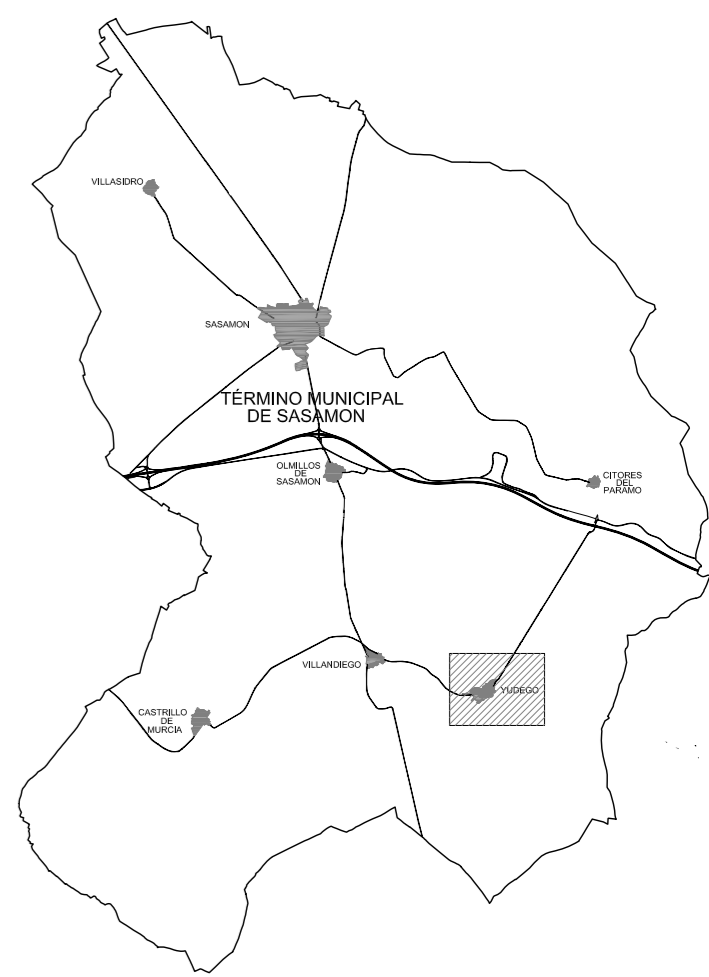 VILLASIDRO
SASAMON
TÉRMINO MUNICIPAL
DE SASAMON
OLMILLOS
DE
SASAMON
CITORES
DEL
PARAMO
VILLANDIEGO
YUDEGO
CASTRILLO
DE
MURCIA